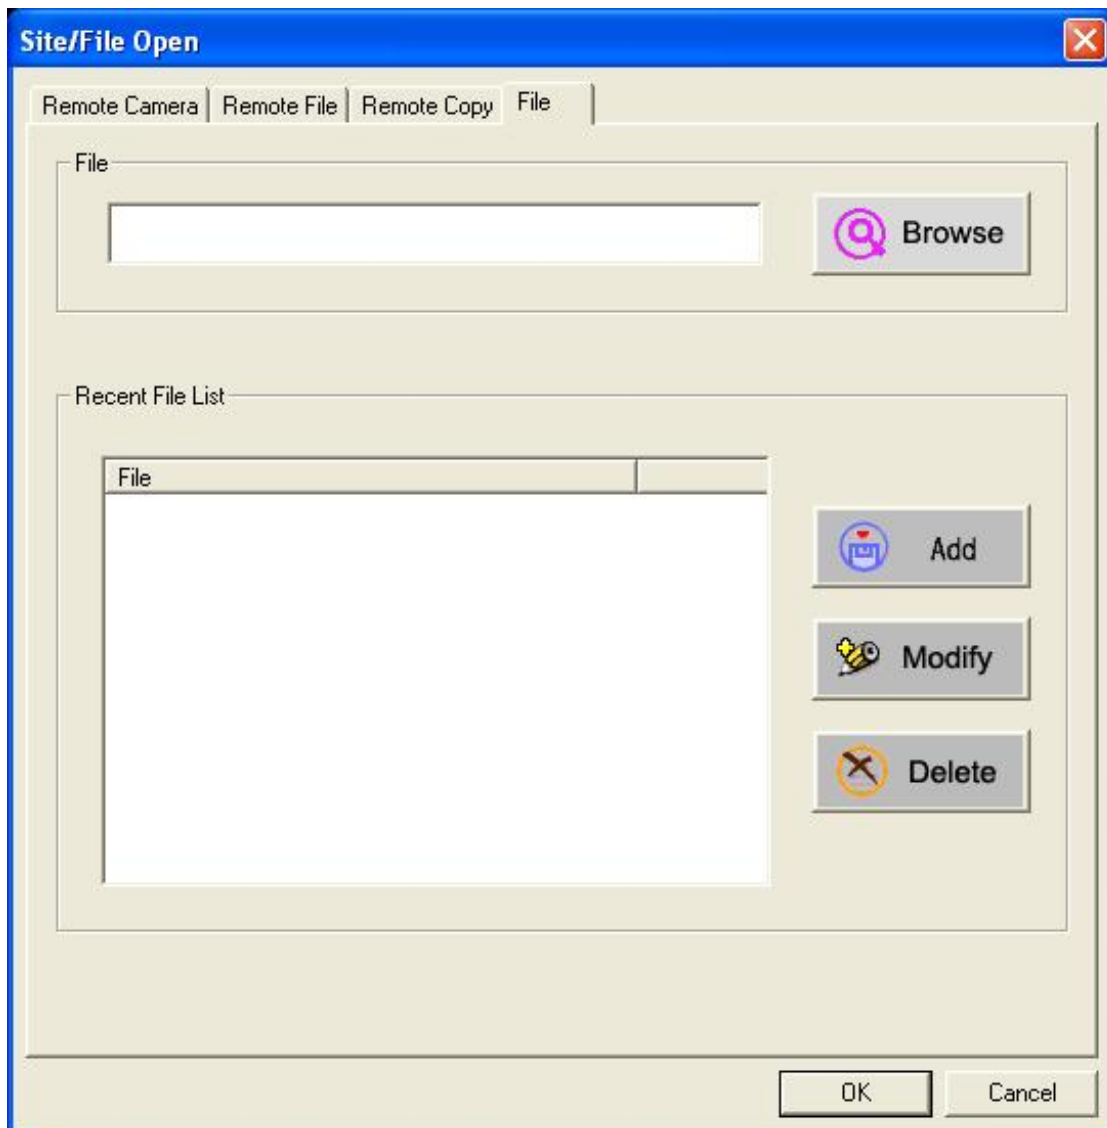 Site/File Open
Remote Camera Remote File Remote Copy File
File
Browse
Recent File List
File
Add
Modify
Delete
OK Cancel